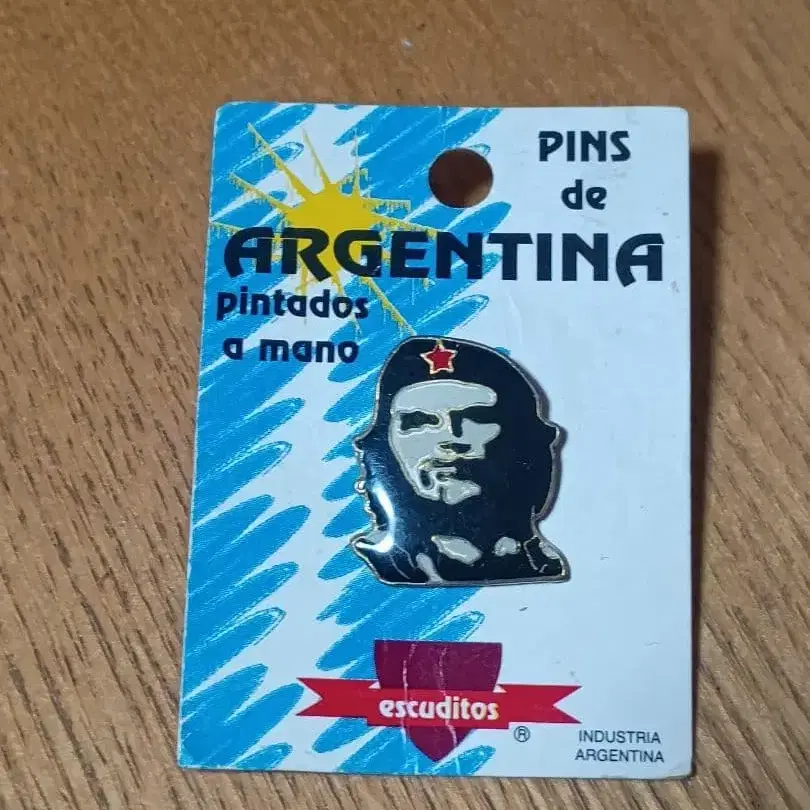 PINS
de
ARGENTINA
pintados
a mano
escuditos
®
INDUSTRIA
ARGENTINA